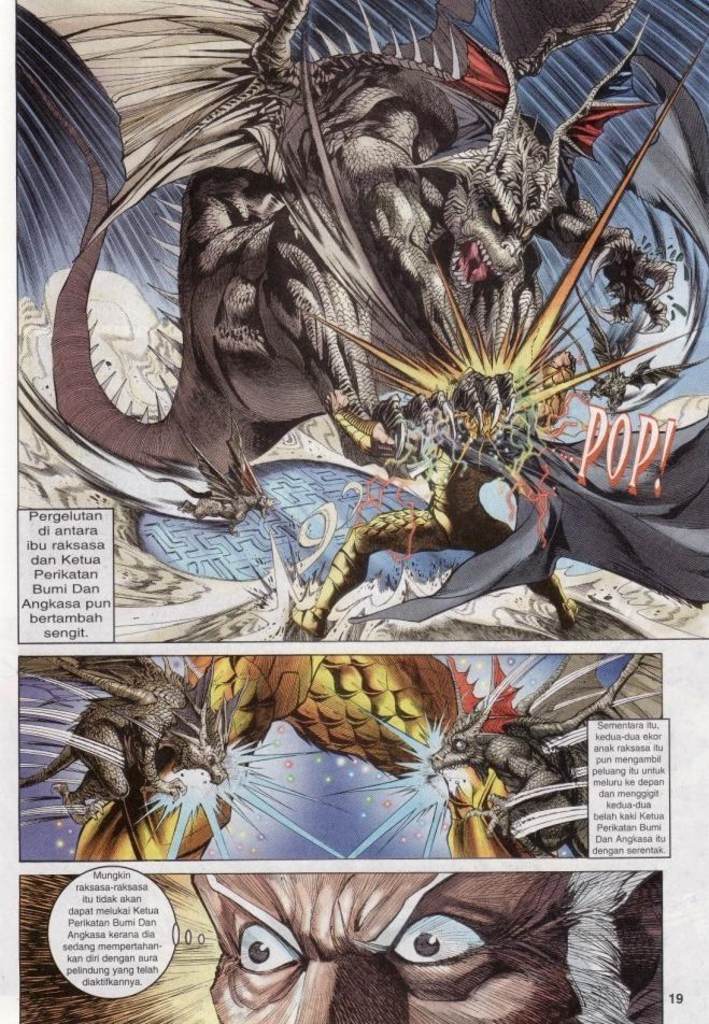 POP!
Pergelutan
di antara
ibu raksasa
dan Ketua
Perikatan
Bumi Dan
Angkasa pun
bertambah
sengit.
Sementara itu,
kedua-dua ekor
anak raksasa itu
pun mengambil
peluang itu untuk
meluru ke depan
dan menggigit
kedua-dua
belah kaki Ketua
Perikatan Bumi
Dan Angkasa itu
dengan serentak.
Mungkin
raksasa-raksasa
itu tidak akan
dapat melukai Ketua
Perikatan Bumi Dan
Angkasa kerana dia
sedang mempertahan-
kan diri dengan aura
pelindung yang telah
diaktifkannya.
19